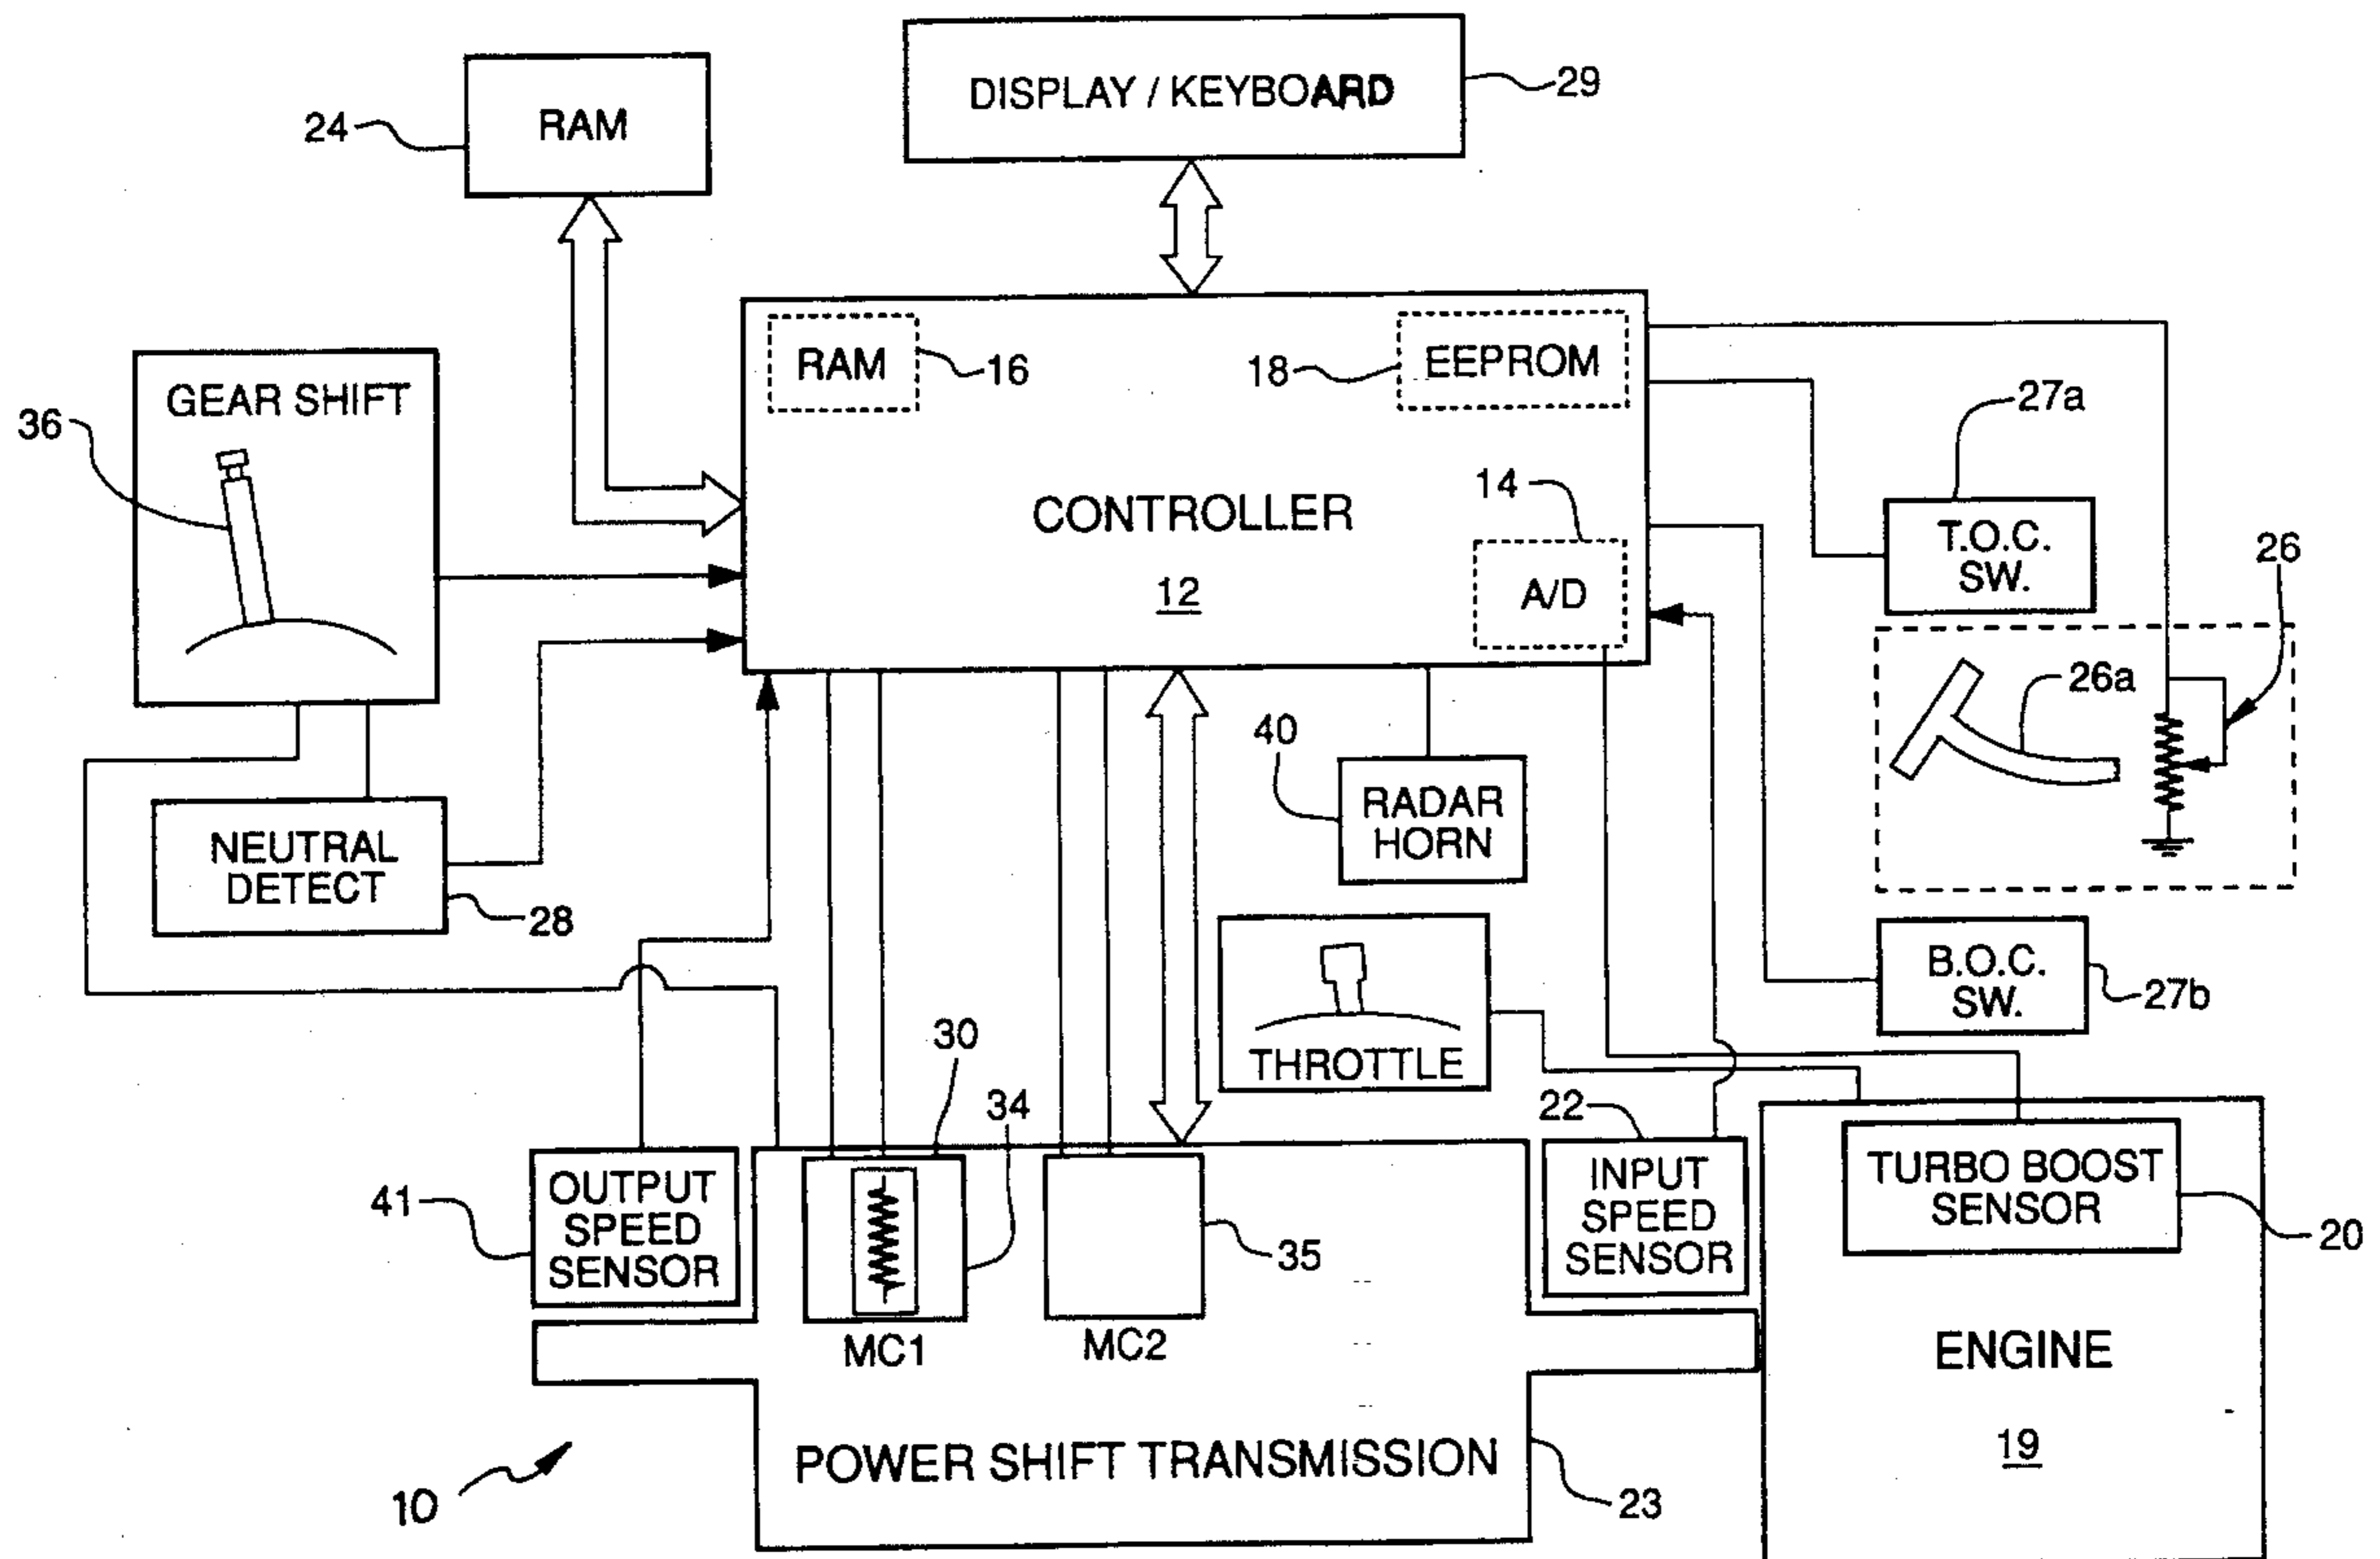 DISPLAY / KEYBOARD
29
24
RAM
RAM
16
18
EEPROM
GEAR SHIFT
36
27a
14
CONTROLLER
12
A/D
T.O.C.
SW.
26
26a
40
RADAR
HORN
NEUTRAL
DETECT
28
B.O.C.
SW.
27b
THROTTLE
30
34
22
41
OUTPUT
SPEED
SENSOR
35
INPUT
SPEED
SENSOR
TURBO BOOST
SENSOR
20
MC1
MC2
ENGINE
19
POWER SHIFT TRANSMISSION
23
10